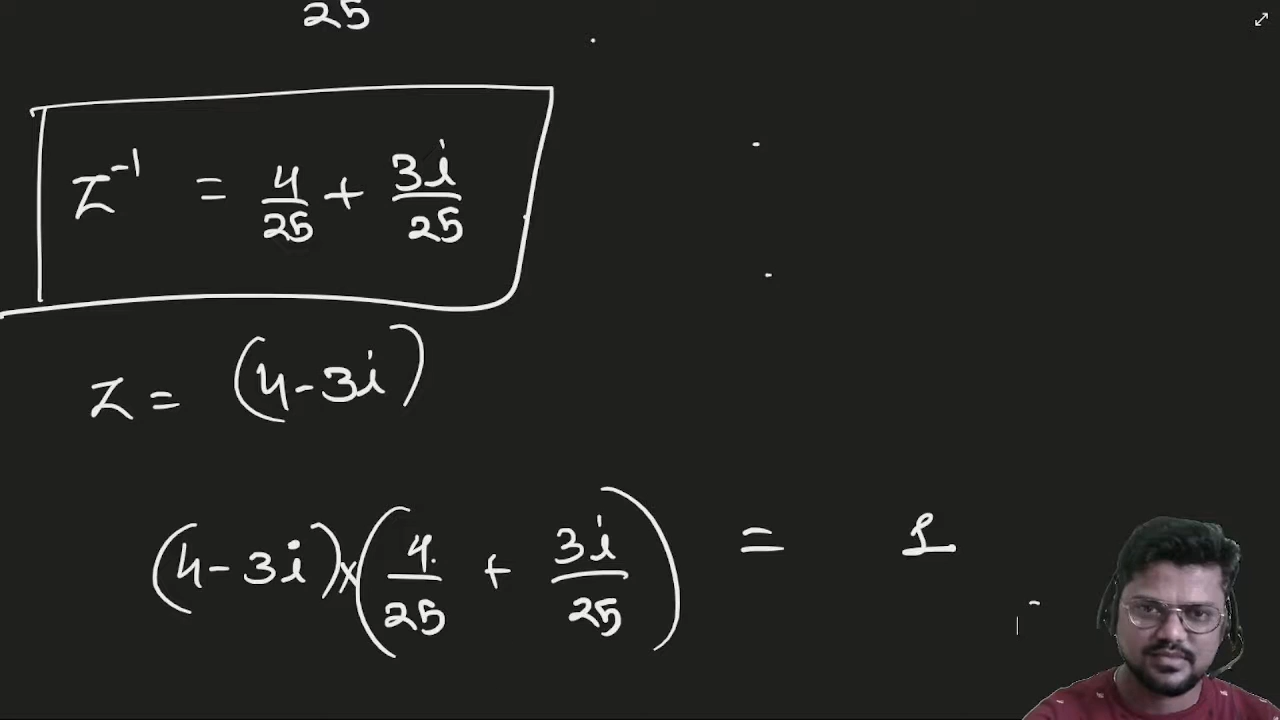 25
z⁻¹ = 4/25 + 3i/25
z = (4-3i)
(4-3i)×(4/25 + 3i/25) = 1